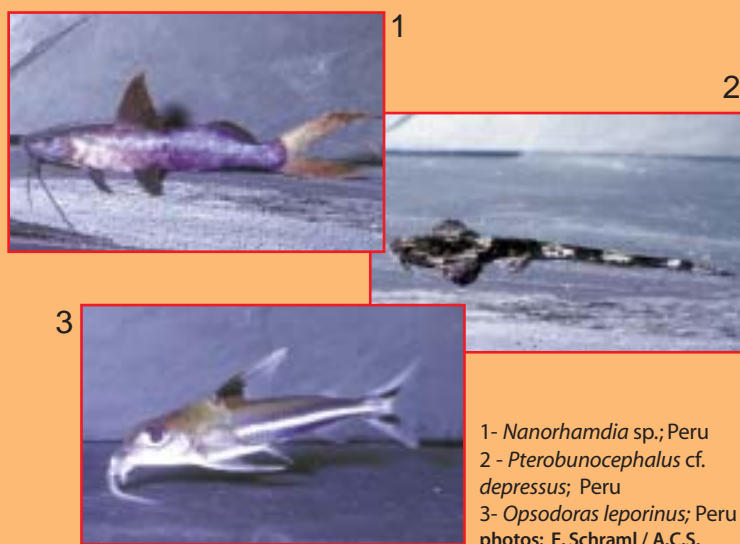 1
2
3
1- Nanorhamdia sp.; Peru
2 - Pterobunocephalus cf.
depressus; Peru
3- Opsodoras leporinus; Peru
photos: E. Schraml / A.C.S.